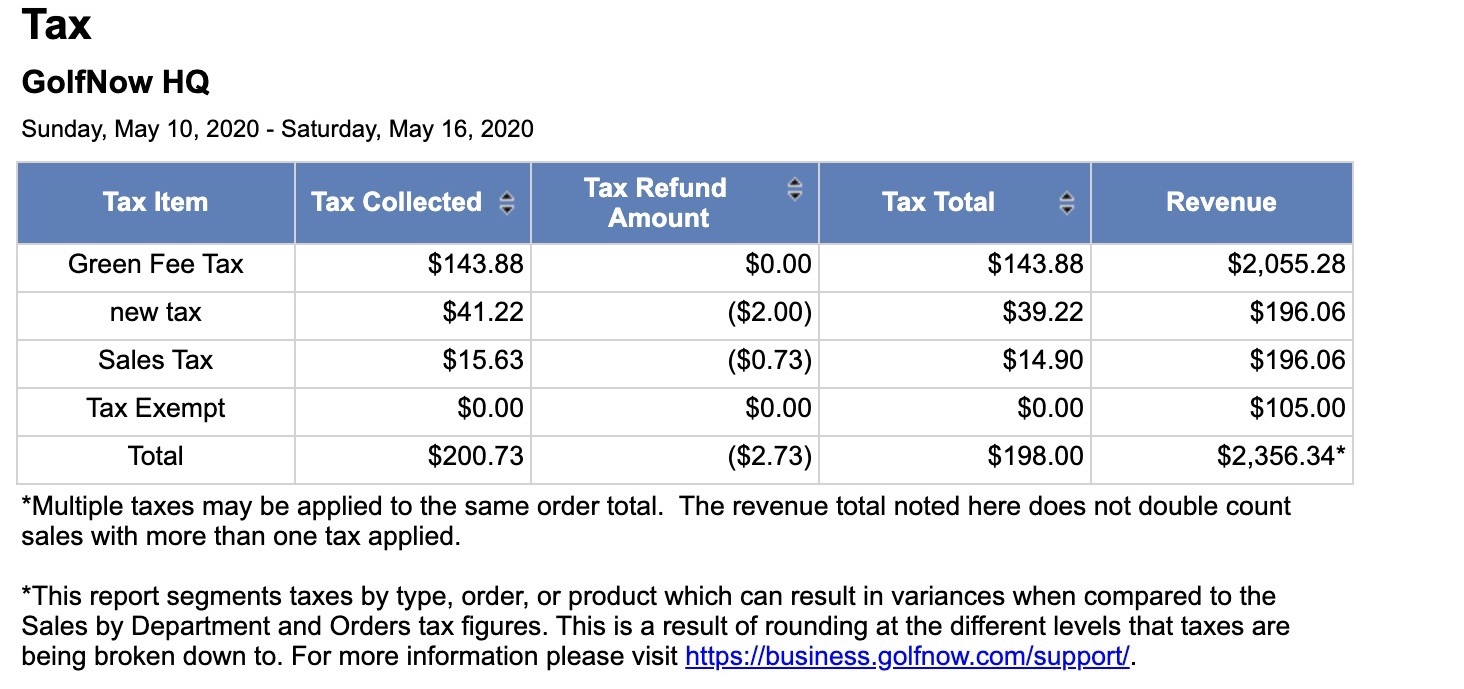 Tax
GolfNow HQ
Sunday, May 10, 2020 - Saturday, May 16, 2020
Tax Item Tax Collected Tax Refund Amount Tax Total Revenue
Green Fee Tax $143.88 $0.00 $143.88 $2,055.28
new tax $41.22 ($2.00) $39.22 $196.06
Sales Tax $15.63 ($0.73) $14.90 $196.06
Tax Exempt $0.00 $0.00 $0.00 $105.00
Total $200.73 ($2.73) $198.00 $2,356.34*
*Multiple taxes may be applied to the same order total.  The revenue total noted here does not double count
sales with more than one tax applied.
*This report segments taxes by type, order, or product which can result in variances when compared to the
Sales by Department and Orders tax figures. This is a result of rounding at the different levels that taxes are
being broken down to. For more information please visit https://business.golfnow.com/support/.